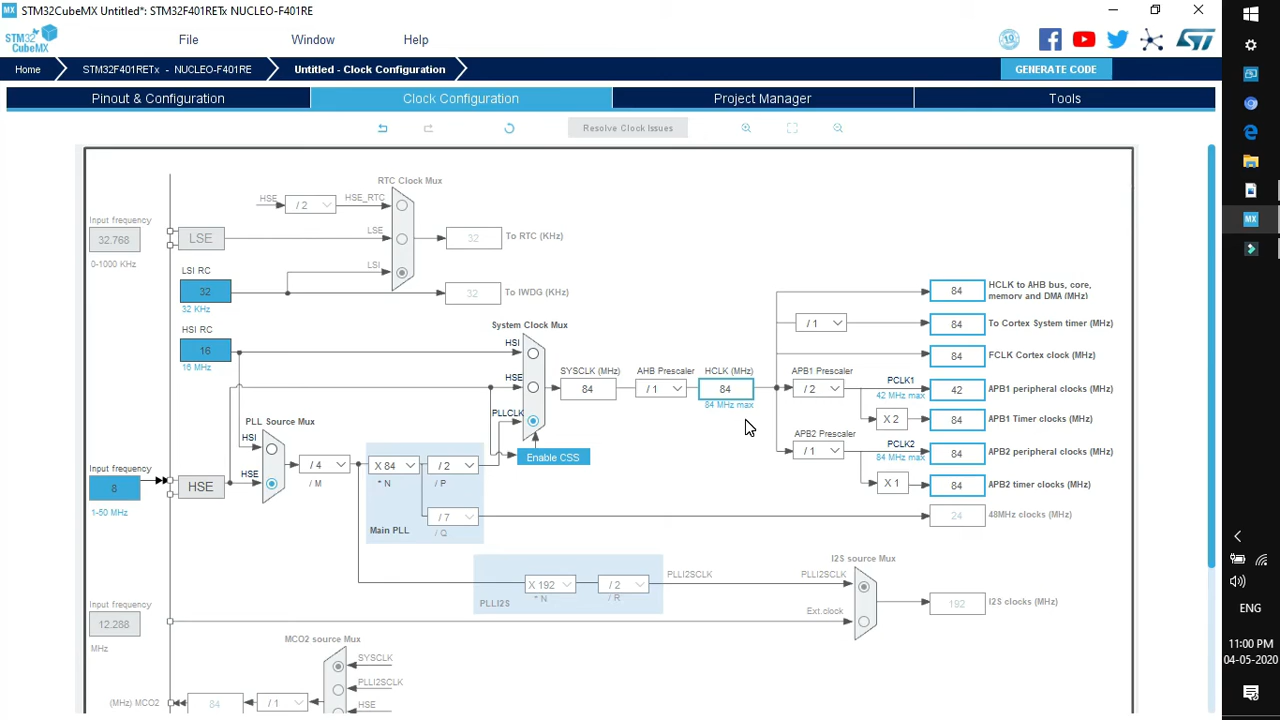 MX STM32CubeMX Untitled*: STM32F401RETx NUCLEO-F401RE
STM32 CubeMX
File Window Help
10 ST
Home STM32F401RETx - NUCLEO-F401RE Untitled - Clock Configuration GENERATE CODE
Pinout & Configuration Clock Configuration Project Manager Tools
Resolve Clock Issues
RTC Clock Mux
HSE / 2 HSE_RTC
Input frequency
32.768 LSE LSE 32 To RTC (KHz)
0-1000 KHz
LSI RC LSI
32 32 To IWDG (KHz)
32 KHz
HSI RC
16
16 MHz
System Clock Mux
HSI
HSE
PLLCLK
Enable CSS
SYSCLK (MHz) AHB Prescaler HCLK (MHz)
84 / 1 84
84 MHz max
84 HCLK to AHB bus, core,
memory and DMA (MHz)
/ 1 84 To Cortex System timer (MHz)
84 FCLK Cortex clock (MHz)
APB1 Prescaler PCLK1
/ 2 42 MHz max 42 APB1 peripheral clocks (MHz)
X 2 84 APB1 Timer clocks (MHz)
APB2 Prescaler PCLK2
/ 1 84 MHz max 84 APB2 peripheral clocks (MHz)
X 1 84 APB2 timer clocks (MHz)
PLL Source Mux
HSI
Input frequency HSE
8 HSE / 4 X 84 / 2
1-50 MHz / M * N / P
Main PLL / 7 24 48MHz clocks (MHz)
/ Q
I2S source Mux
X 192 / 2 PLLI2SCLK PLLI2SCLK
PLLI2S * N / R
192 I2S clocks (MHz)
Input frequency Ext.clock
12.288
MHz
MCO2 source Mux
SYSCLK
PLLI2SCLK
HSE
(MHz) MCO2 84 / 1
MX
ENG
11:00 PM
04-05-2020